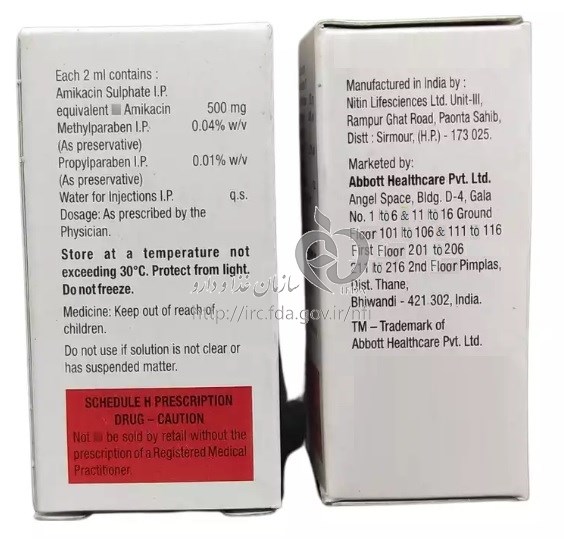 Each 2 ml contains :
Amikacin Sulphate I.P.
equivalent Amikacin 500 mg
Methylparaben I.P. 0.04% w/v
(As preservative)
Propylparaben I.P. 0.01% w/v
(As preservative)
Water for Injections I.P. q.s.
Dosage: As prescribed by the
Physician.
Store at a temperature not
exceeding 30°C. Protect from light.
Do not freeze.
Medicine: Keep out of reach of
children.
Do not use if solution is not clear or
has suspended matter.
SCHEDULE H PRESCRIPTION
DRUG – CAUTION
Not be sold by retail without the
prescription of a Registered Medical
Practitioner.
Manufactured in India by :
Nitin Lifesciences Ltd. Unit-III,
Rampur Ghat Road, Paonta Sahib,
Distt : Sirmour, (H.P.) - 173 025.
Marketed by:
Abbott Healthcare Pvt. Ltd.
Angel Space, Bldg. D-4, Gala
No. 1 to 6 & 11 to 16 Ground
Floor 101 to 106 & 111 to 116
First Floor 201 to 206
211 to 216 2nd Floor Pimplas,
Dist. Thane,
Bhiwandi - 421 302, India.
TM – Trademark of
Abbott Healthcare Pvt. Ltd.
سازمان غذا و دارو
http://irc.fda.gov.ir/nfi